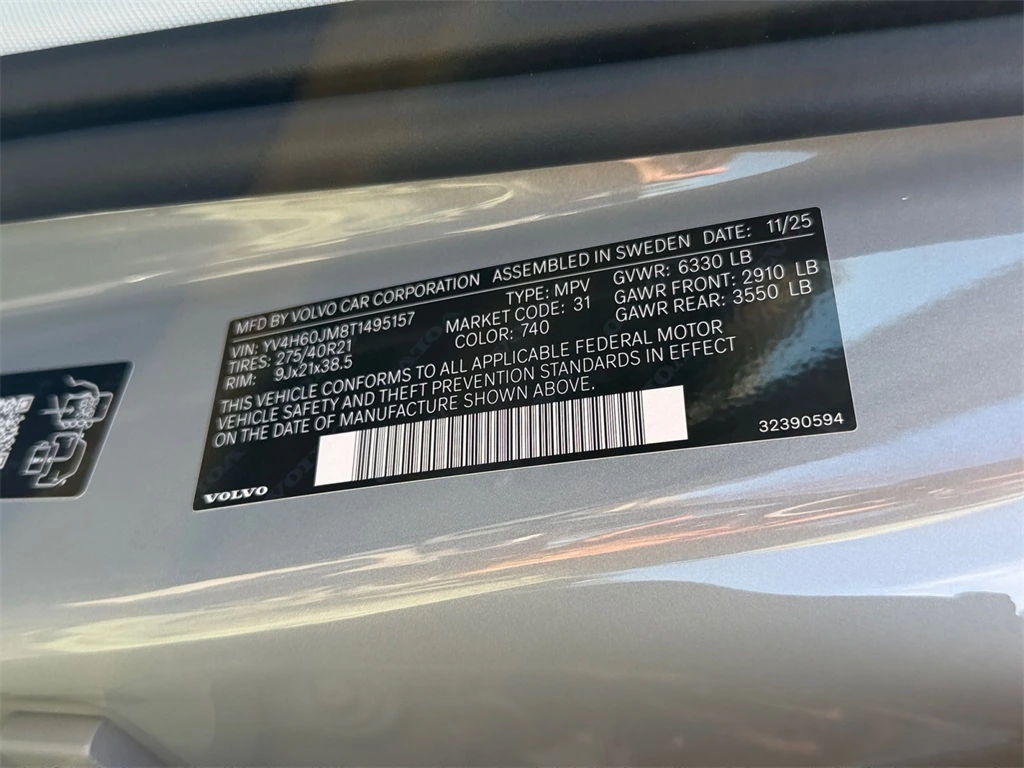 MFD BY VOLVO CAR CORPORATION ASSEMBLED IN SWEDEN DATE: 11/25
VIN: YV4H60JM8T1495157 TYPE: MPV GVWR: 6330 LB
TIRES: 275/40R21 MARKET CODE: 31 GAWR FRONT: 2910 LB
RIM: 9Jx21x38.5 COLOR: 740 GAWR REAR: 3550 LB
THIS VEHICLE CONFORMS TO ALL APPLICABLE FEDERAL MOTOR
VEHICLE SAFETY AND THEFT PREVENTION STANDARDS IN EFFECT
ON THE DATE OF MANUFACTURE SHOWN ABOVE.
32390594
VOLVO